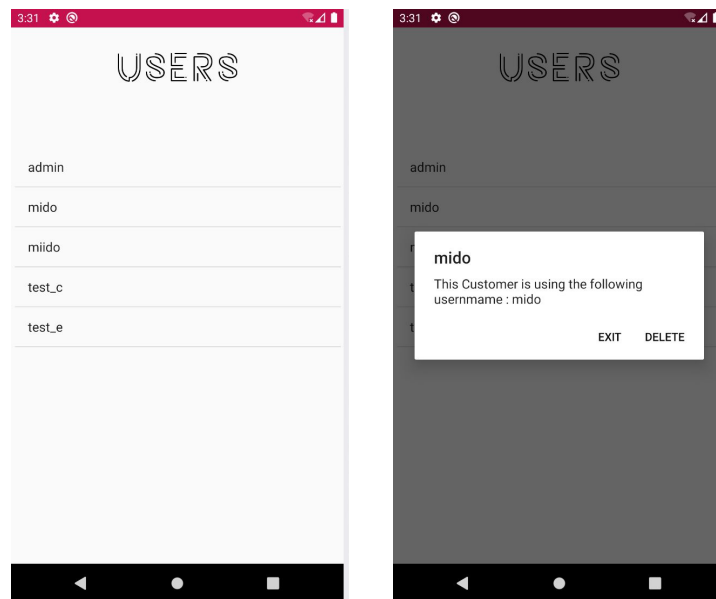 3:31
USERS
admin
mido
miido
test_c
test_e
3:31
USERS
admin
mido
mido
This Customer is using the following
usernmame : mido
EXIT DELETE